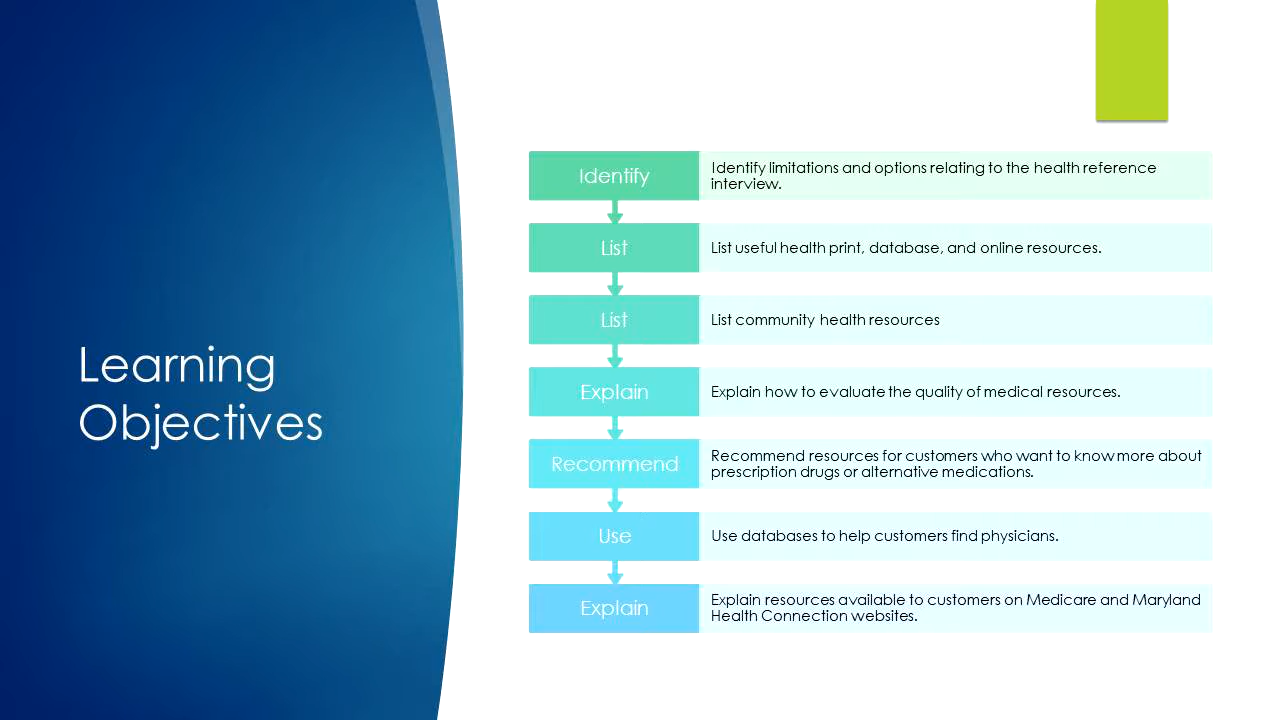 Learning
Objectives
Identify
Identify limitations and options relating to the health reference
interview.
List
List useful health print, database, and online resources.
List
List community health resources
Explain
Explain how to evaluate the quality of medical resources.
Recommend
Recommend resources for customers who want to know more about
prescription drugs or alternative medications.
Use
Use databases to help customers find physicians.
Explain
Explain resources available to customers on Medicare and Maryland
Health Connection websites.